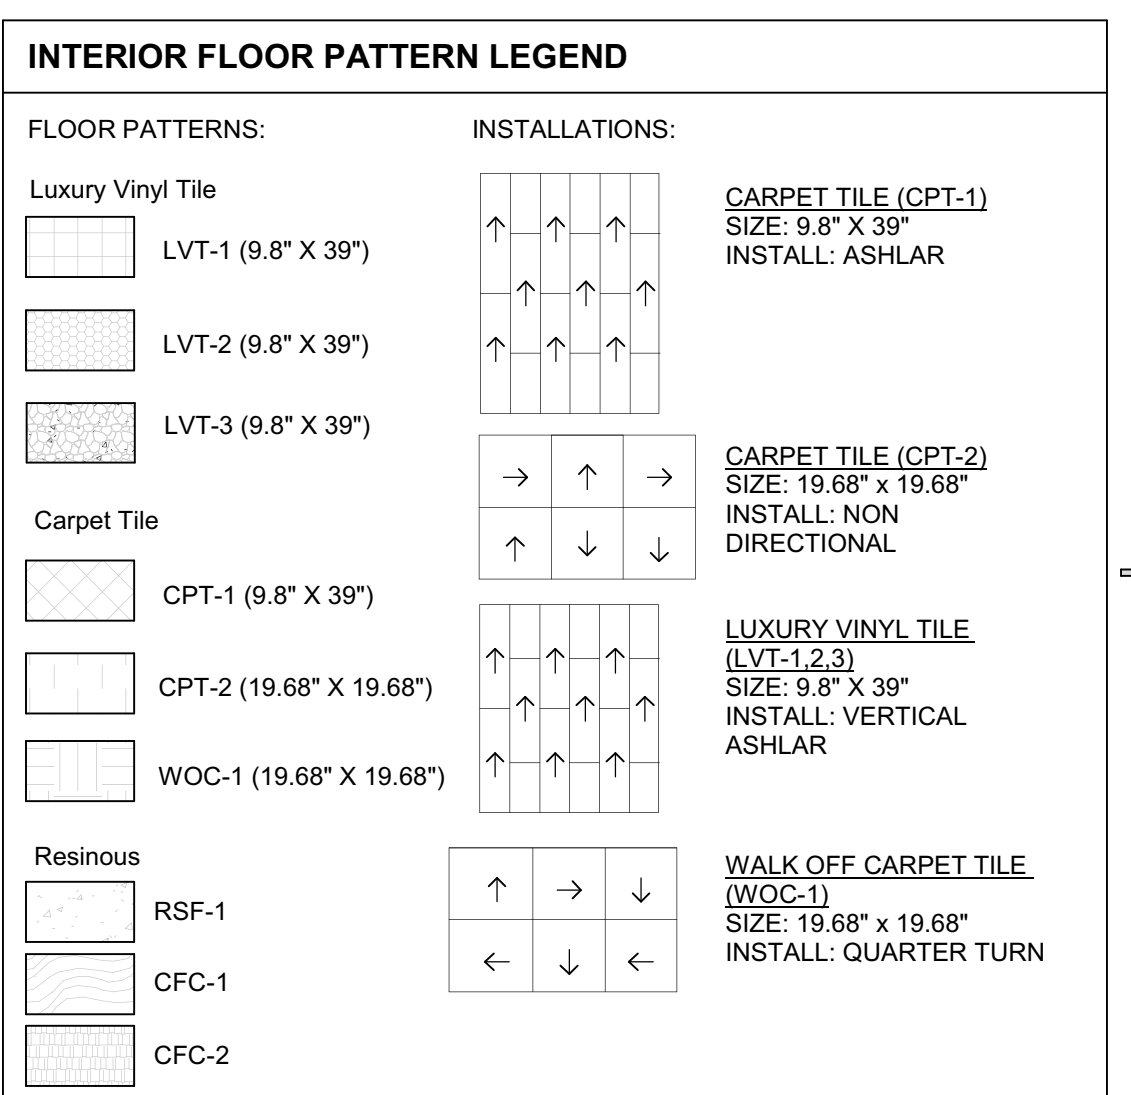 INTERIOR FLOOR PATTERN LEGEND
FLOOR PATTERNS:
Luxury Vinyl Tile
LVT-1 (9.8" X 39")
LVT-2 (9.8" X 39")
LVT-3 (9.8" X 39")
Carpet Tile
CPT-1 (9.8" X 39")
CPT-2 (19.68" X 19.68")
WOC-1 (19.68" X 19.68")
Resinous
RSF-1
CFC-1
CFC-2
INSTALLATIONS:
CARPET TILE (CPT-1)
SIZE: 9.8" X 39"
INSTALL: ASHLAR
CARPET TILE (CPT-2)
SIZE: 19.68" x 19.68"
INSTALL: NON
DIRECTIONAL
LUXURY VINYL TILE
(LVT-1,2,3)
SIZE: 9.8" X 39"
INSTALL: VERTICAL
ASHLAR
WALK OFF CARPET TILE
(WOC-1)
SIZE: 19.68" x 19.68"
INSTALL: QUARTER TURN